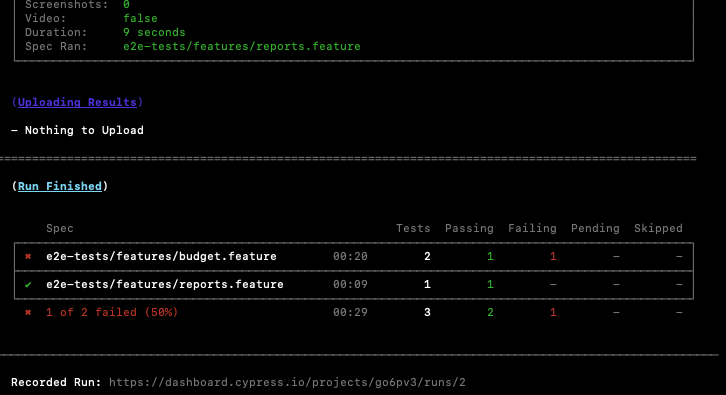 Screenshots: 0
Video: false
Duration: 9 seconds
Spec Ran: e2e-tests/features/reports.feature
(Uploading Results)
– Nothing to Upload
(Run Finished)
Spec Tests Passing Failing Pending Skipped
✖ e2e-tests/features/budget.feature 00:20 2 1 1 – –
✔ e2e-tests/features/reports.feature 00:09 1 1 – – –
✖ 1 of 2 failed (50%) 00:29 3 2 1 – –
Recorded Run: https://dashboard.cypress.io/projects/go6pv3/runs/2